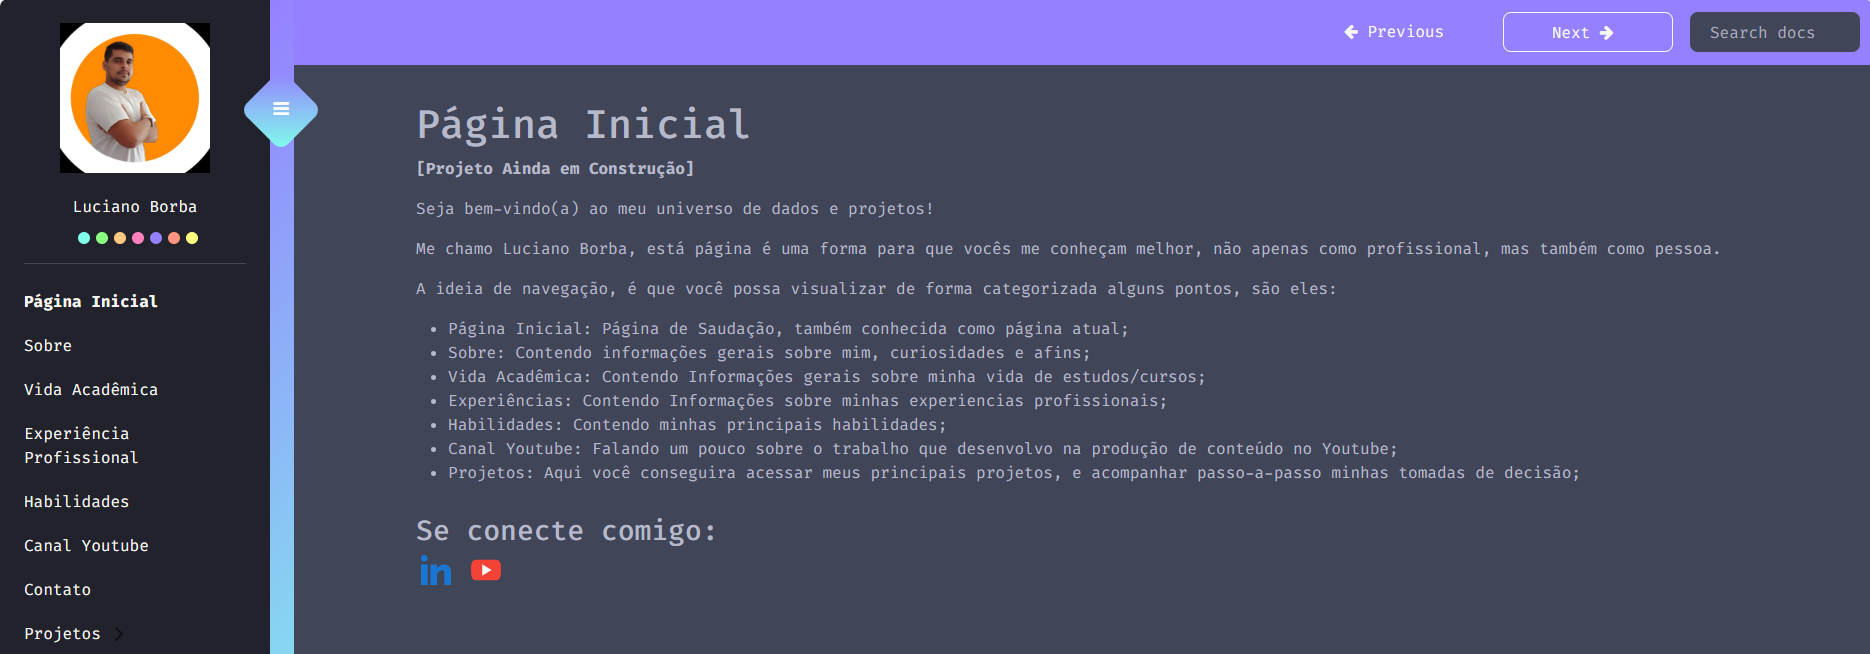 Luciano Borba
Página Inicial
Sobre
Vida Acadêmica
Experiência
Profissional
Habilidades
Canal Youtube
Contato
Projetos
Previous
Next
Search docs
Página Inicial
[Projeto Ainda em Construção]
Seja bem-vindo(a) ao meu universo de dados e projetos!
Me chamo Luciano Borba, está página é uma forma para que vocês me conheçam melhor, não apenas como profissional, mas também como pessoa.
A ideia de navegação, é que você possa visualizar de forma categorizada alguns pontos, são eles:
• Página Inicial: Página de Saudação, também conhecida como página atual;
• Sobre: Contendo informações gerais sobre mim, curiosidades e afins;
• Vida Acadêmica: Contendo Informações gerais sobre minha vida de estudos/cursos;
• Experiências: Contendo Informações sobre minhas experiencias profissionais;
• Habilidades: Contendo minhas principais habilidades;
• Canal Youtube: Falando um pouco sobre o trabalho que desenvolvo na produção de conteúdo no Youtube;
• Projetos: Aqui você conseguira acessar meus principais projetos, e acompanhar passo-a-passo minhas tomadas de decisão;
Se conecte comigo:
in